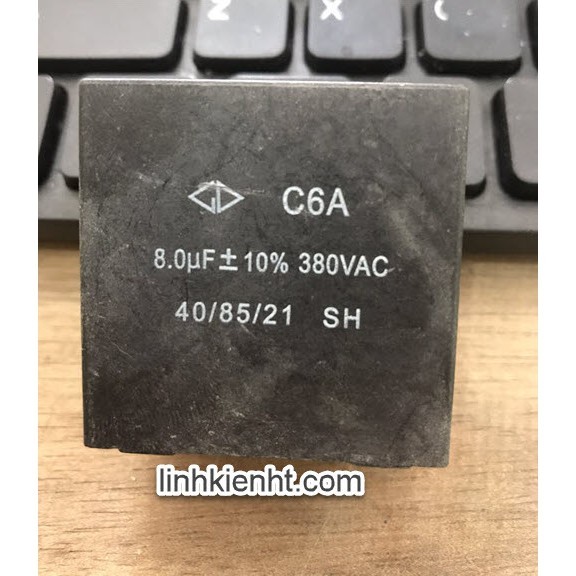 Z X C
C6A
8.0µF±10% 380VAC
40/85/21 SH
linhkienht.com